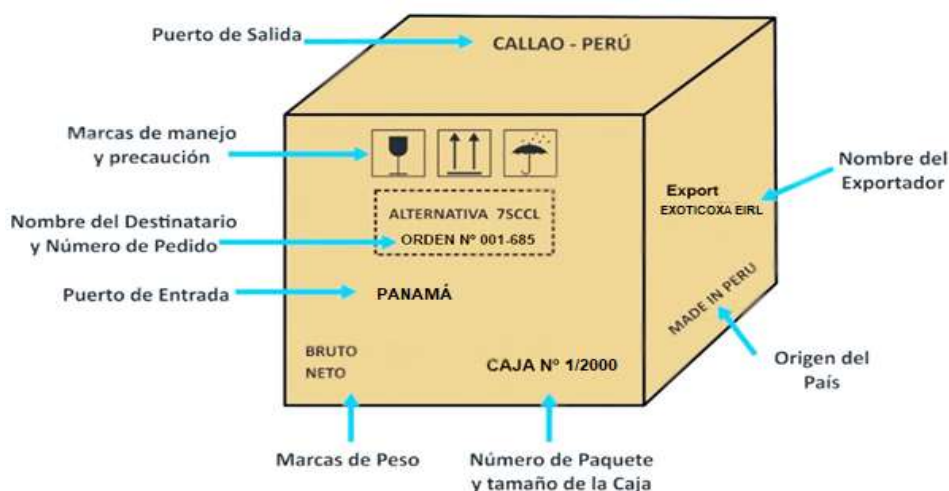 Puerto de Salida
CALLAO - PERÚ
Marcas de manejo
y precaución
Nombre del
Exportador
Export
EXOTICOXA EIRL
Nombre del Destinatario
y Número de Pedido
ALTERNATIVA 7SCCL
ORDEN Nº 001-685
Puerto de Entrada
PANAMÁ
MADE IN PERU
Origen del
País
BRUTO
NETO
CAJA Nº 1/2000
Marcas de Peso
Número de Paquete
y tamaño de la Caja